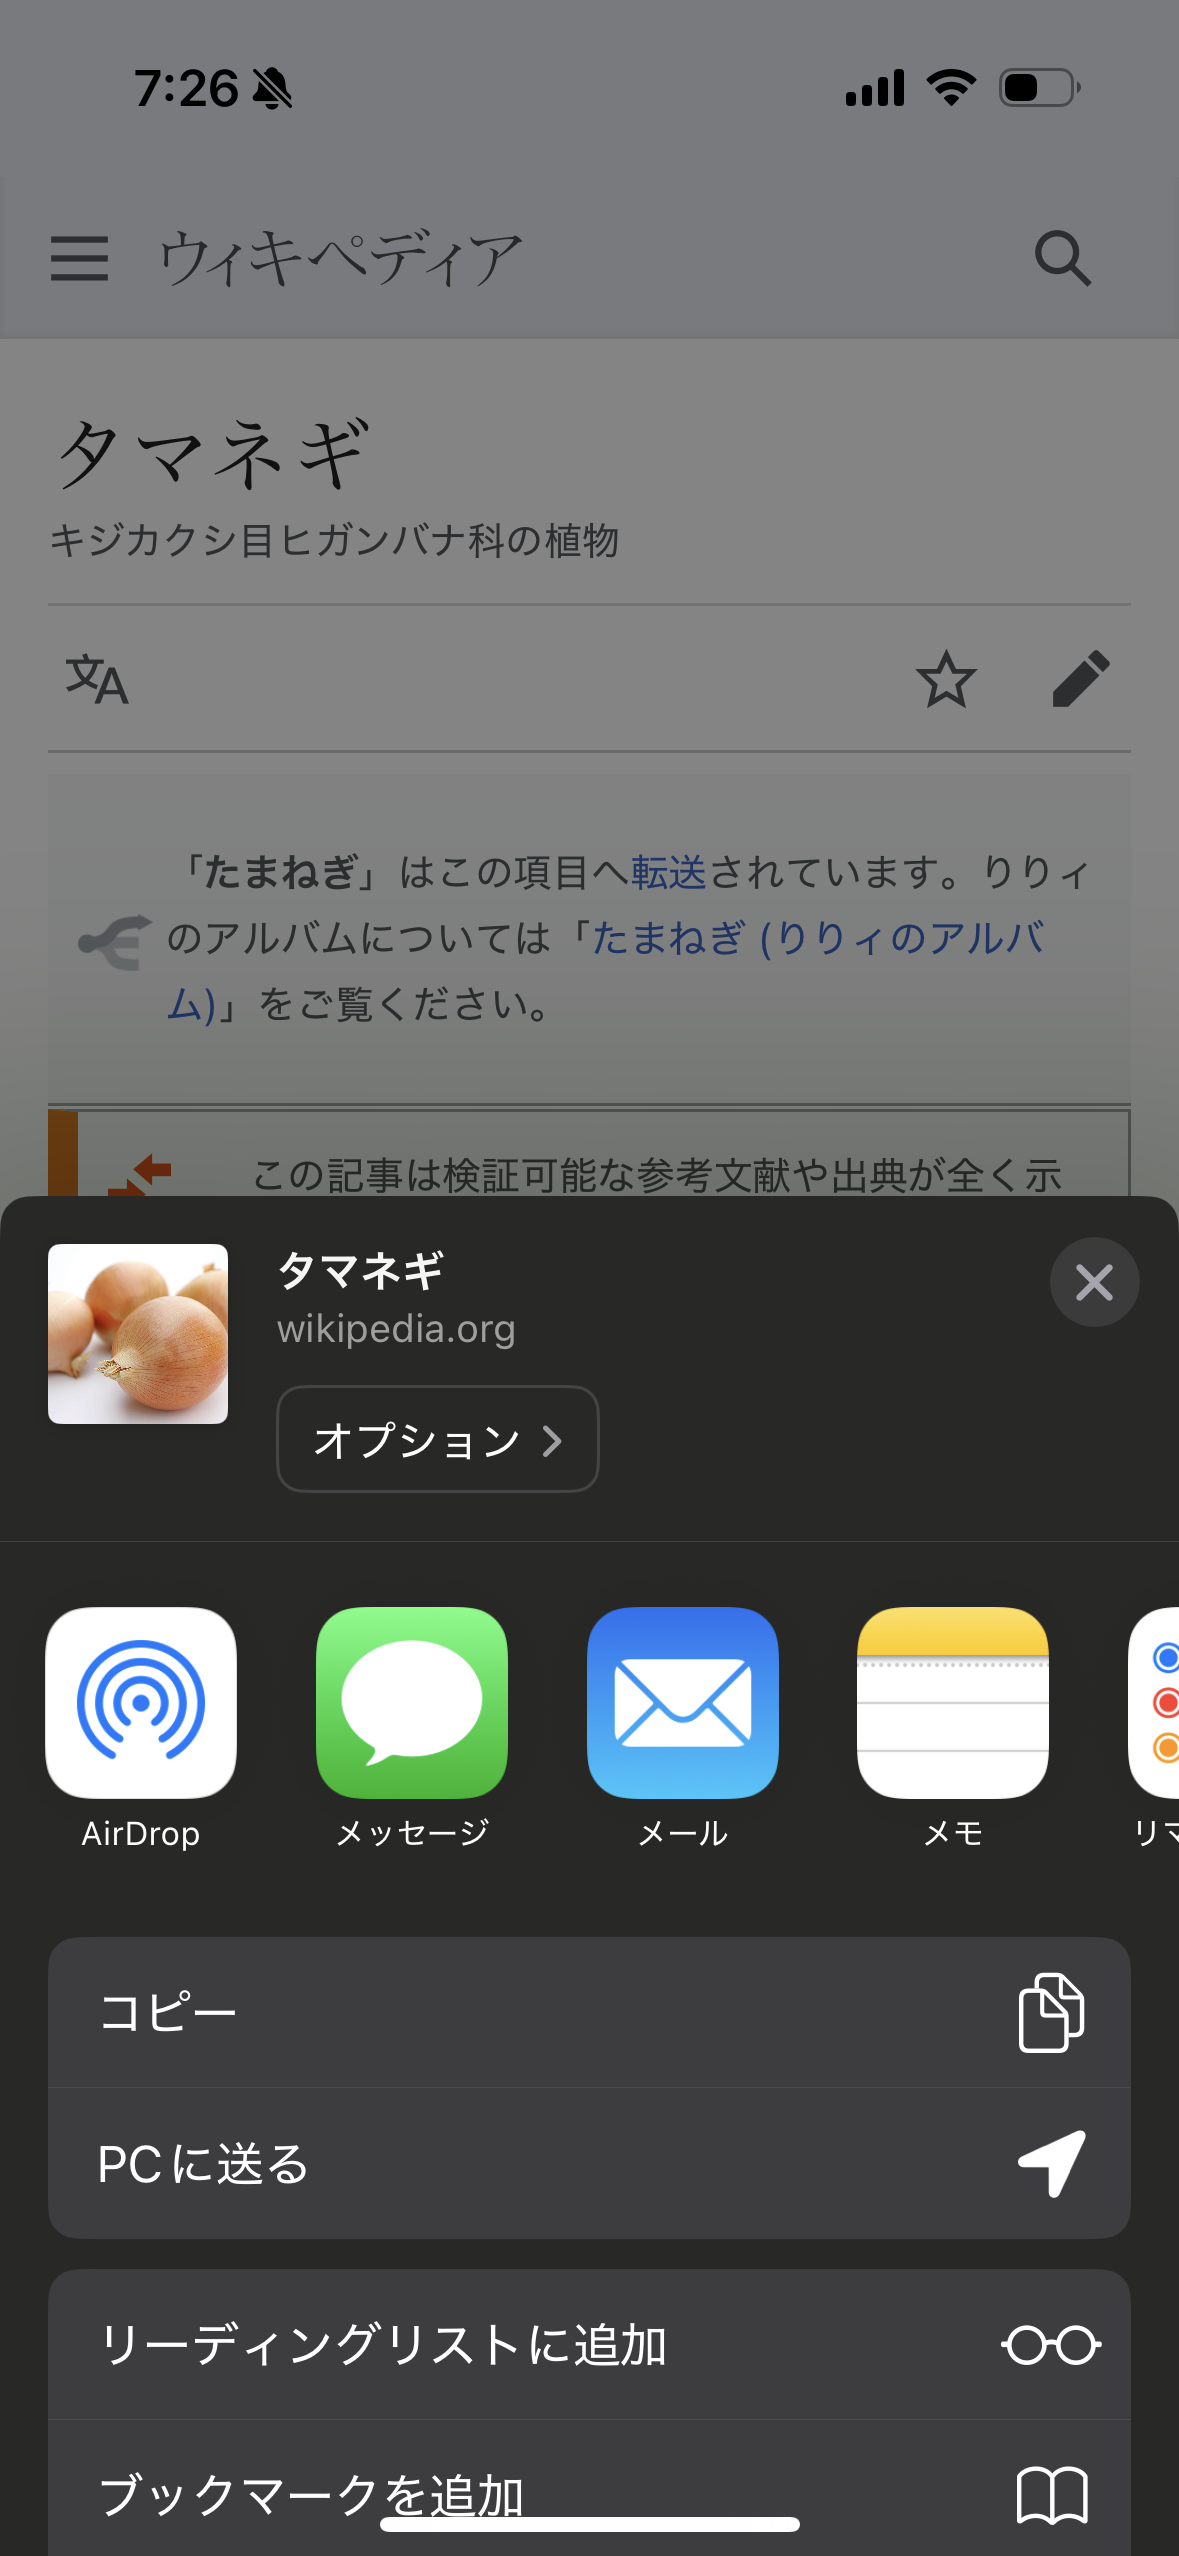 7:26
ウィキペディア
タマネギ
キジカクシ目ヒガンバナ科の植物
文A
「たまねぎ」はこの項目へ転送されています。りりィ
のアルバムについては「たまねぎ (りりィのアルバ
ム)」をご覧ください。
この記事は検証可能な参考文献や出典が全く示
タマネギ
wikipedia.org
オプション
AirDrop
メッセージ
メール
メモ
リマ
コピー
PCに送る
リーディングリストに追加
ブックマークを追加